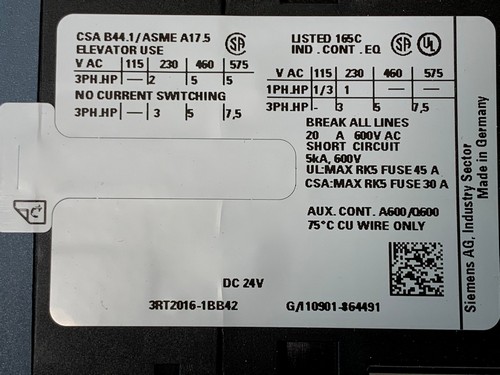 CSA B44.1/ASME A17.5
ELEVATOR USE
V AC 115 230 460 575
3PH.HP — 2 5 5
NO CURRENT SWITCHING
3PH.HP — 3 5 7,5
LISTED 165C
IND. CONT. EQ
V AC 115 230 460 575
1PH.HP 1/3 1 — —
3PH.HP - 3 5 7,5
BREAK ALL LINES
20 A 600V AC
SHORT CIRCUIT
5kA, 600V
UL:MAX RK5 FUSE 45 A
CSA:MAX RK5 FUSE 30 A
AUX. CONT. A600/Q600
75°C CU WIRE ONLY
DC 24V
3RT2016-1BB42 G/110901-864491
Siemens AG, Industry Sector
Made in Germany